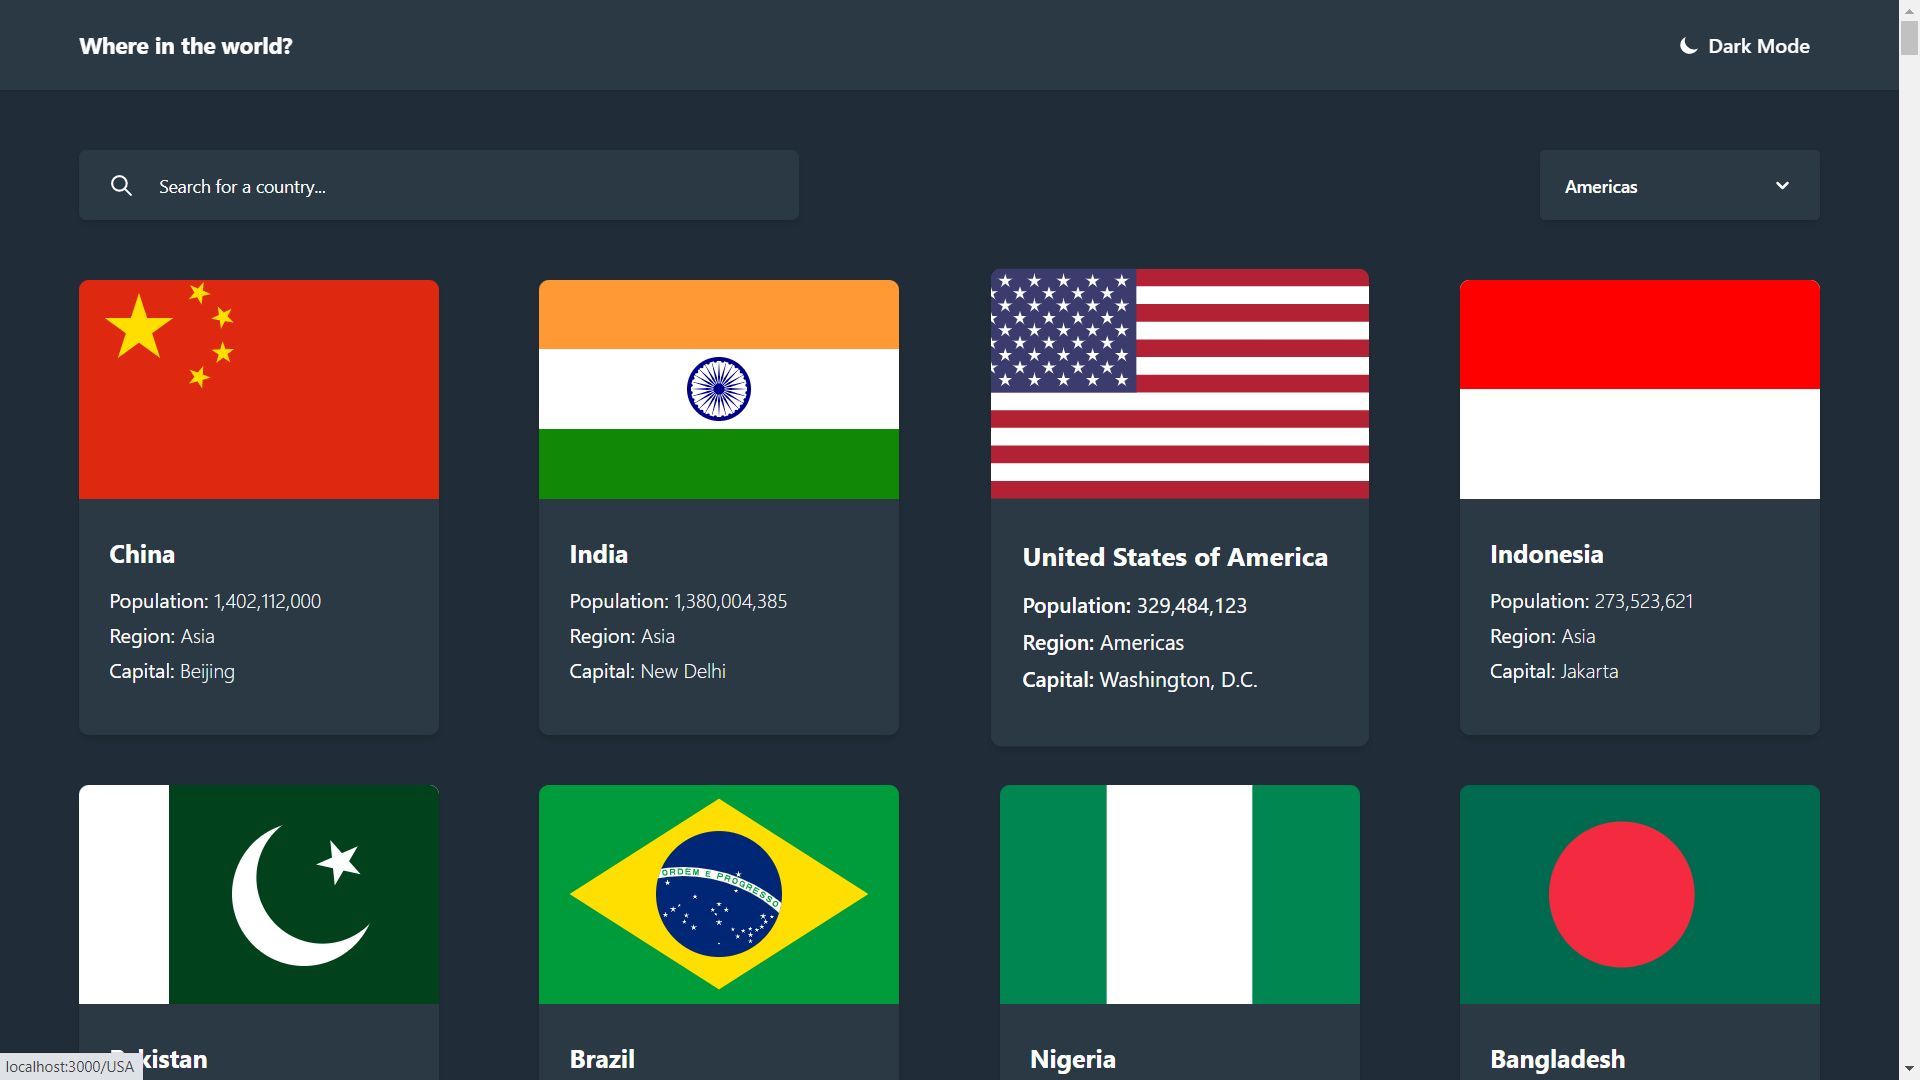 Where in the world?
Dark Mode
Search for a country...
Americas
China
Population: 1,402,112,000
Region: Asia
Capital: Beijing
India
Population: 1,380,004,385
Region: Asia
Capital: New Delhi
United States of America
Population: 329,484,123
Region: Americas
Capital: Washington, D.C.
Indonesia
Population: 273,523,621
Region: Asia
Capital: Jakarta
ORDEM E PROGRESSO
kistan
Brazil
Nigeria
Bangladesh
localhost:3000/USA